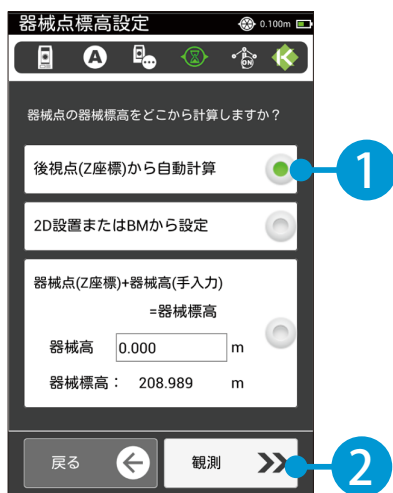 器械点標高設定 0.100m
A ON K
器械点の器械標高をどこから計算しますか？
後視点(Z座標)から自動計算
1
2D設置またはBMから設定
器械点(Z座標)+器械高(手入力)
=器械標高
器械高 0.000 m
器械標高： 208.989 m
戻る 観測
2